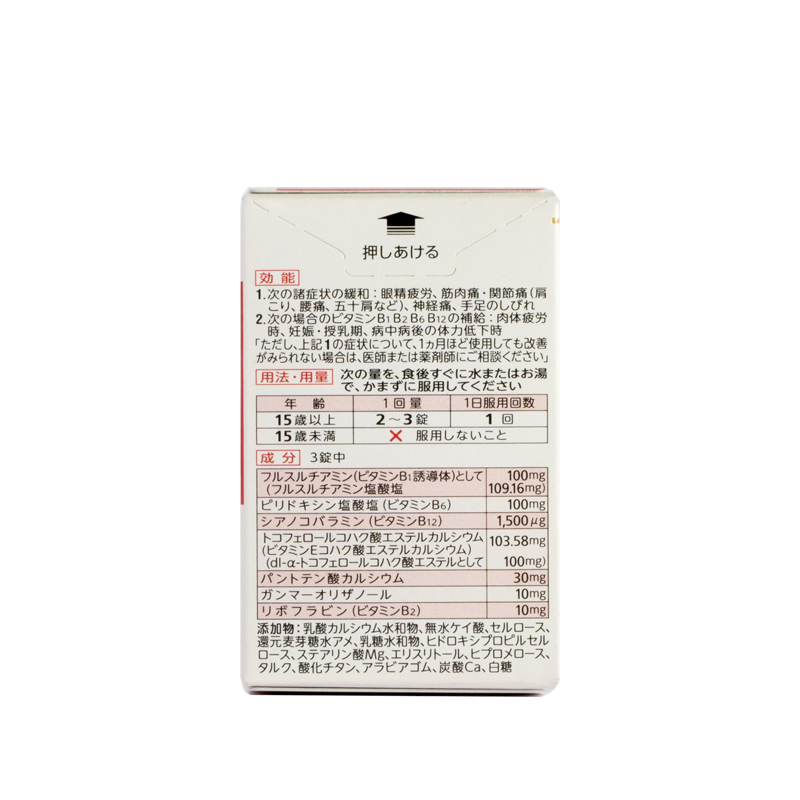 押しあける
効能
1.次の諸症状の緩和：眼精疲労、筋肉痛・関節痛（肩
こり、腰痛、五十肩など）、神経痛、手足のしびれ
2.次の場合のビタミンB1 B2 B6 B12の補給：肉体疲労
時、妊娠・授乳期、病中病後の体力低下時
「ただし、上記1の症状について、1ヵ月ほど使用しても改善
がみられない場合は、医師または薬剤師にご相談ください」
用法・用量 次の量を、食後すぐに水またはお湯
で、かまずに服用してください
年齢 1回量 1日服用回数
15歳以上 2〜3錠 1回
15歳未満 × 服用しないこと
成分 3錠中
フルスルチアミン(ビタミンB1誘導体)として 100mg
(フルスルチアミン塩酸塩 109.16mg)
ピリドキシン塩酸塩(ビタミンB6) 100mg
シアノコバラミン(ビタミンB12) 1,500μg
トコフェロールコハク酸エステルカルシウム 103.58mg
(ビタミンEコハク酸エステルカルシウム)
(dl-α-トコフェロールコハク酸エステルとして 100mg)
パントテン酸カルシウム 30mg
ガンマーオリザノール 10mg
リボフラビン(ビタミンB2) 10mg
添加物：乳酸カルシウム水和物、無水ケイ酸、セルロース、
還元麦芽糖水アメ、乳糖水和物、ヒドロキシプロピルセル
ロース、ステアリン酸Mg、エリスリトール、ヒプロメロース、
タルク、酸化チタン、アラビアゴム、炭酸Ca、白糖